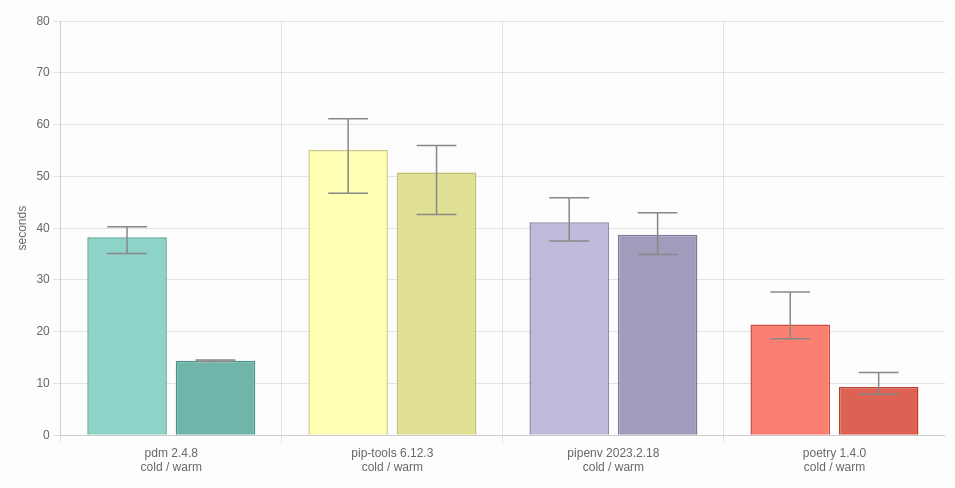 80
70
60
50
40
30
20
10
0
seconds
pdm 2.4.8
cold / warm
pip-tools 6.12.3
cold / warm
pipenv 2023.2.18
cold / warm
poetry 1.4.0
cold / warm